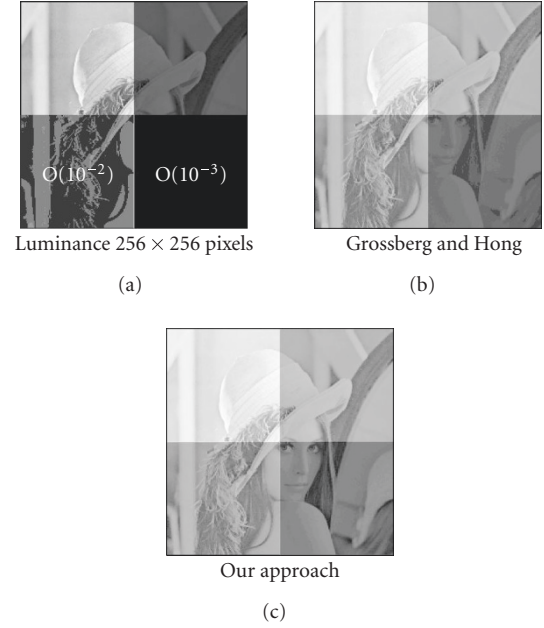 O(10⁻²) O(10⁻³)
Luminance 256 × 256 pixels
(a)
Grossberg and Hong
(b)
Our approach
(c)